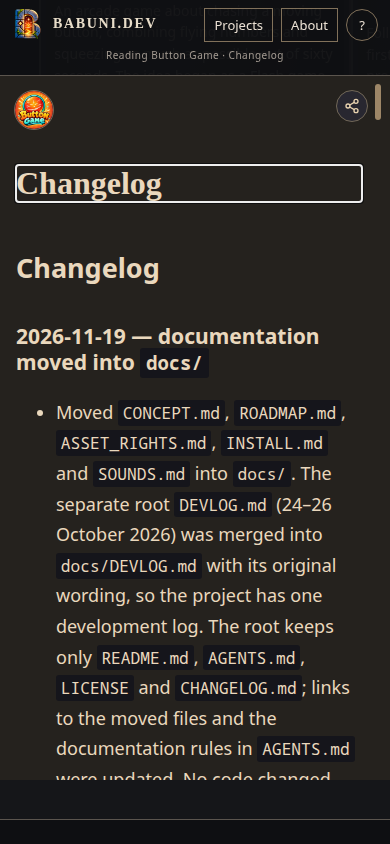 BABUNI.DEV
Projects
About
?
Reading Button Game · Changelog
Button
Game
Changelog
Changelog
2026-11-19 — documentation
moved into docs/
• Moved CONCEPT.md, ROADMAP.md,
ASSET_RIGHTS.md, INSTALL.md
and SOUNDS.md into docs/. The
separate root DEVLOG.md (24–26
October 2026) was merged into
docs/DEVLOG.md with its original
wording, so the project has one
development log. The root keeps
only README.md, AGENTS.md,
LICENSE and CHANGELOG.md; links
to the moved files and the
documentation rules in AGENTS.md
were updated. No code changed